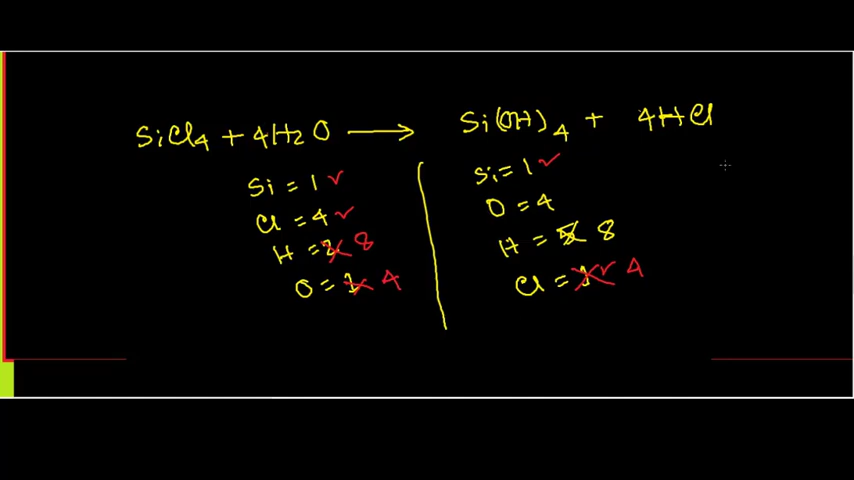 SiCl4 + 4H2O → Si(OH)4 + 4HCl
Si = 1 ✓
Cl = 4 ✓
H = 2 8
O = 1 4
Si = 1 ✓
O = 4
H = 8
Cl = 1 ✓ 4